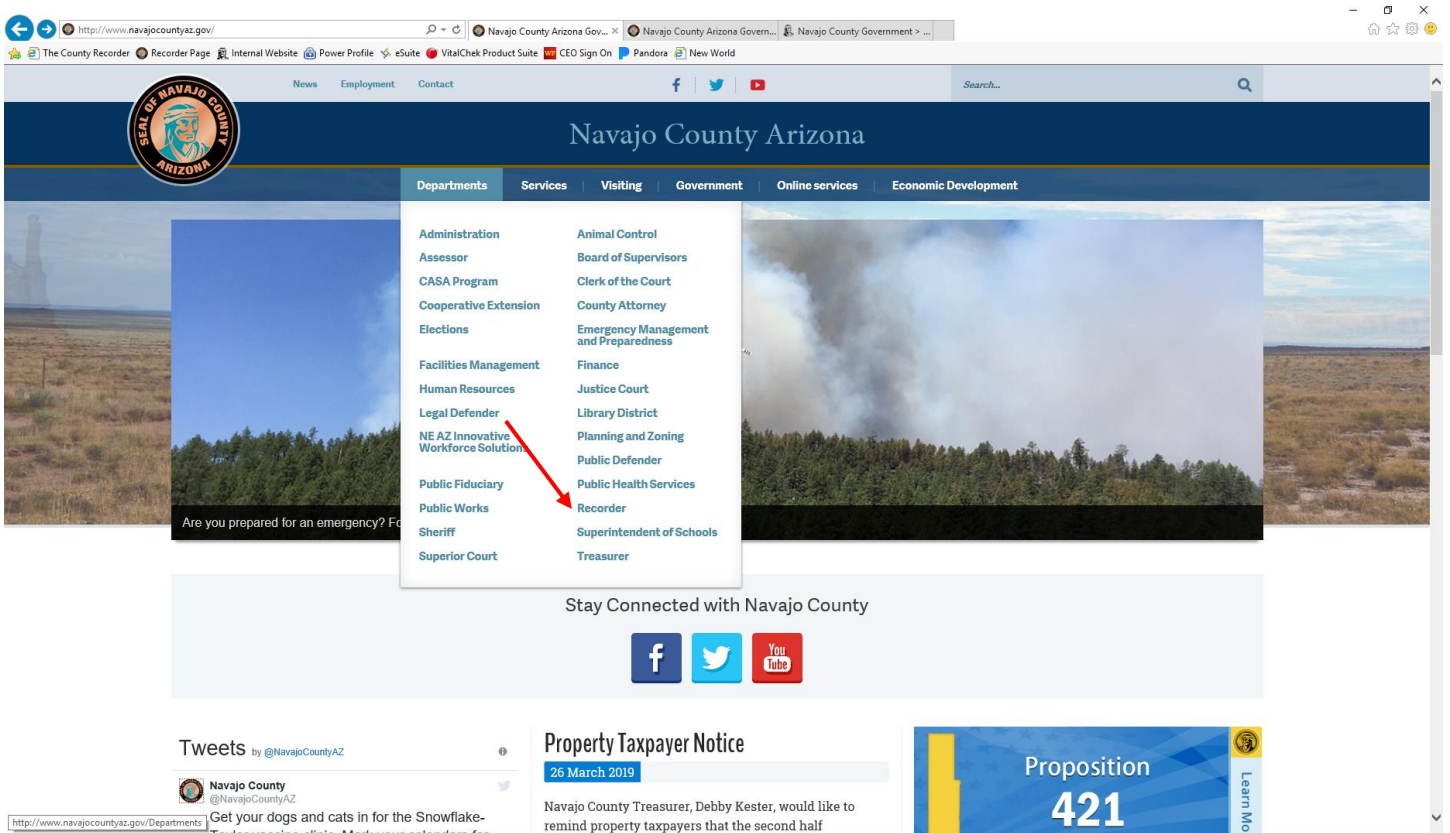 http://www.navajocountyaz.gov/
Navajo County Arizona Gov...
Navajo County Arizona Govern...
Navajo County Government > ...
The County Recorder
Recorder Page
Internal Website
Power Profile
eSuite
VitalChek Product Suite
WF
CEO Sign On
Pandora
New World
News
Employment
Contact
Search...
SEAL OF NAVAJO COUNTY
ARIZONA
Navajo County Arizona
Departments
Services
Visiting
Government
Online services
Economic Development
Administration
Animal Control
Assessor
Board of Supervisors
CASA Program
Clerk of the Court
Cooperative Extension
County Attorney
Elections
Emergency Management
and Preparedness
Facilities Management
Finance
Human Resources
Justice Court
Legal Defender
Library District
NE AZ Innovative
Workforce Solutions
Planning and Zoning
Public Defender
Public Fiduciary
Public Health Services
Public Works
Recorder
Sheriff
Superintendent of Schools
Superior Court
Treasurer
Are you prepared for an emergency?
Stay Connected with Navajo County
You
Tube
Tweets by @NavajoCountyAZ
Navajo County
@NavajoCountyAZ
Get your dogs and cats in for the Snowflake-
http://www.navajocountyaz.gov/Departments
Property Taxpayer Notice
26 March 2019
Navajo County Treasurer, Debby Kester, would like to
remind property taxpayers that the second half
Proposition
421
Learn Mo